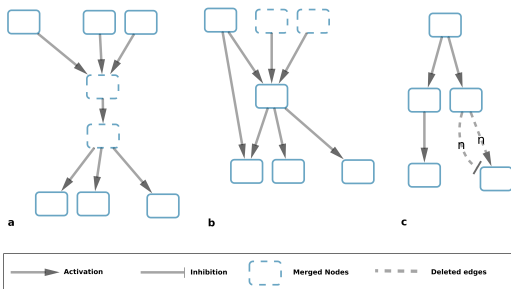 n
n
a
b
c
Activation
Inhibition
Merged Nodes
Deleted edges